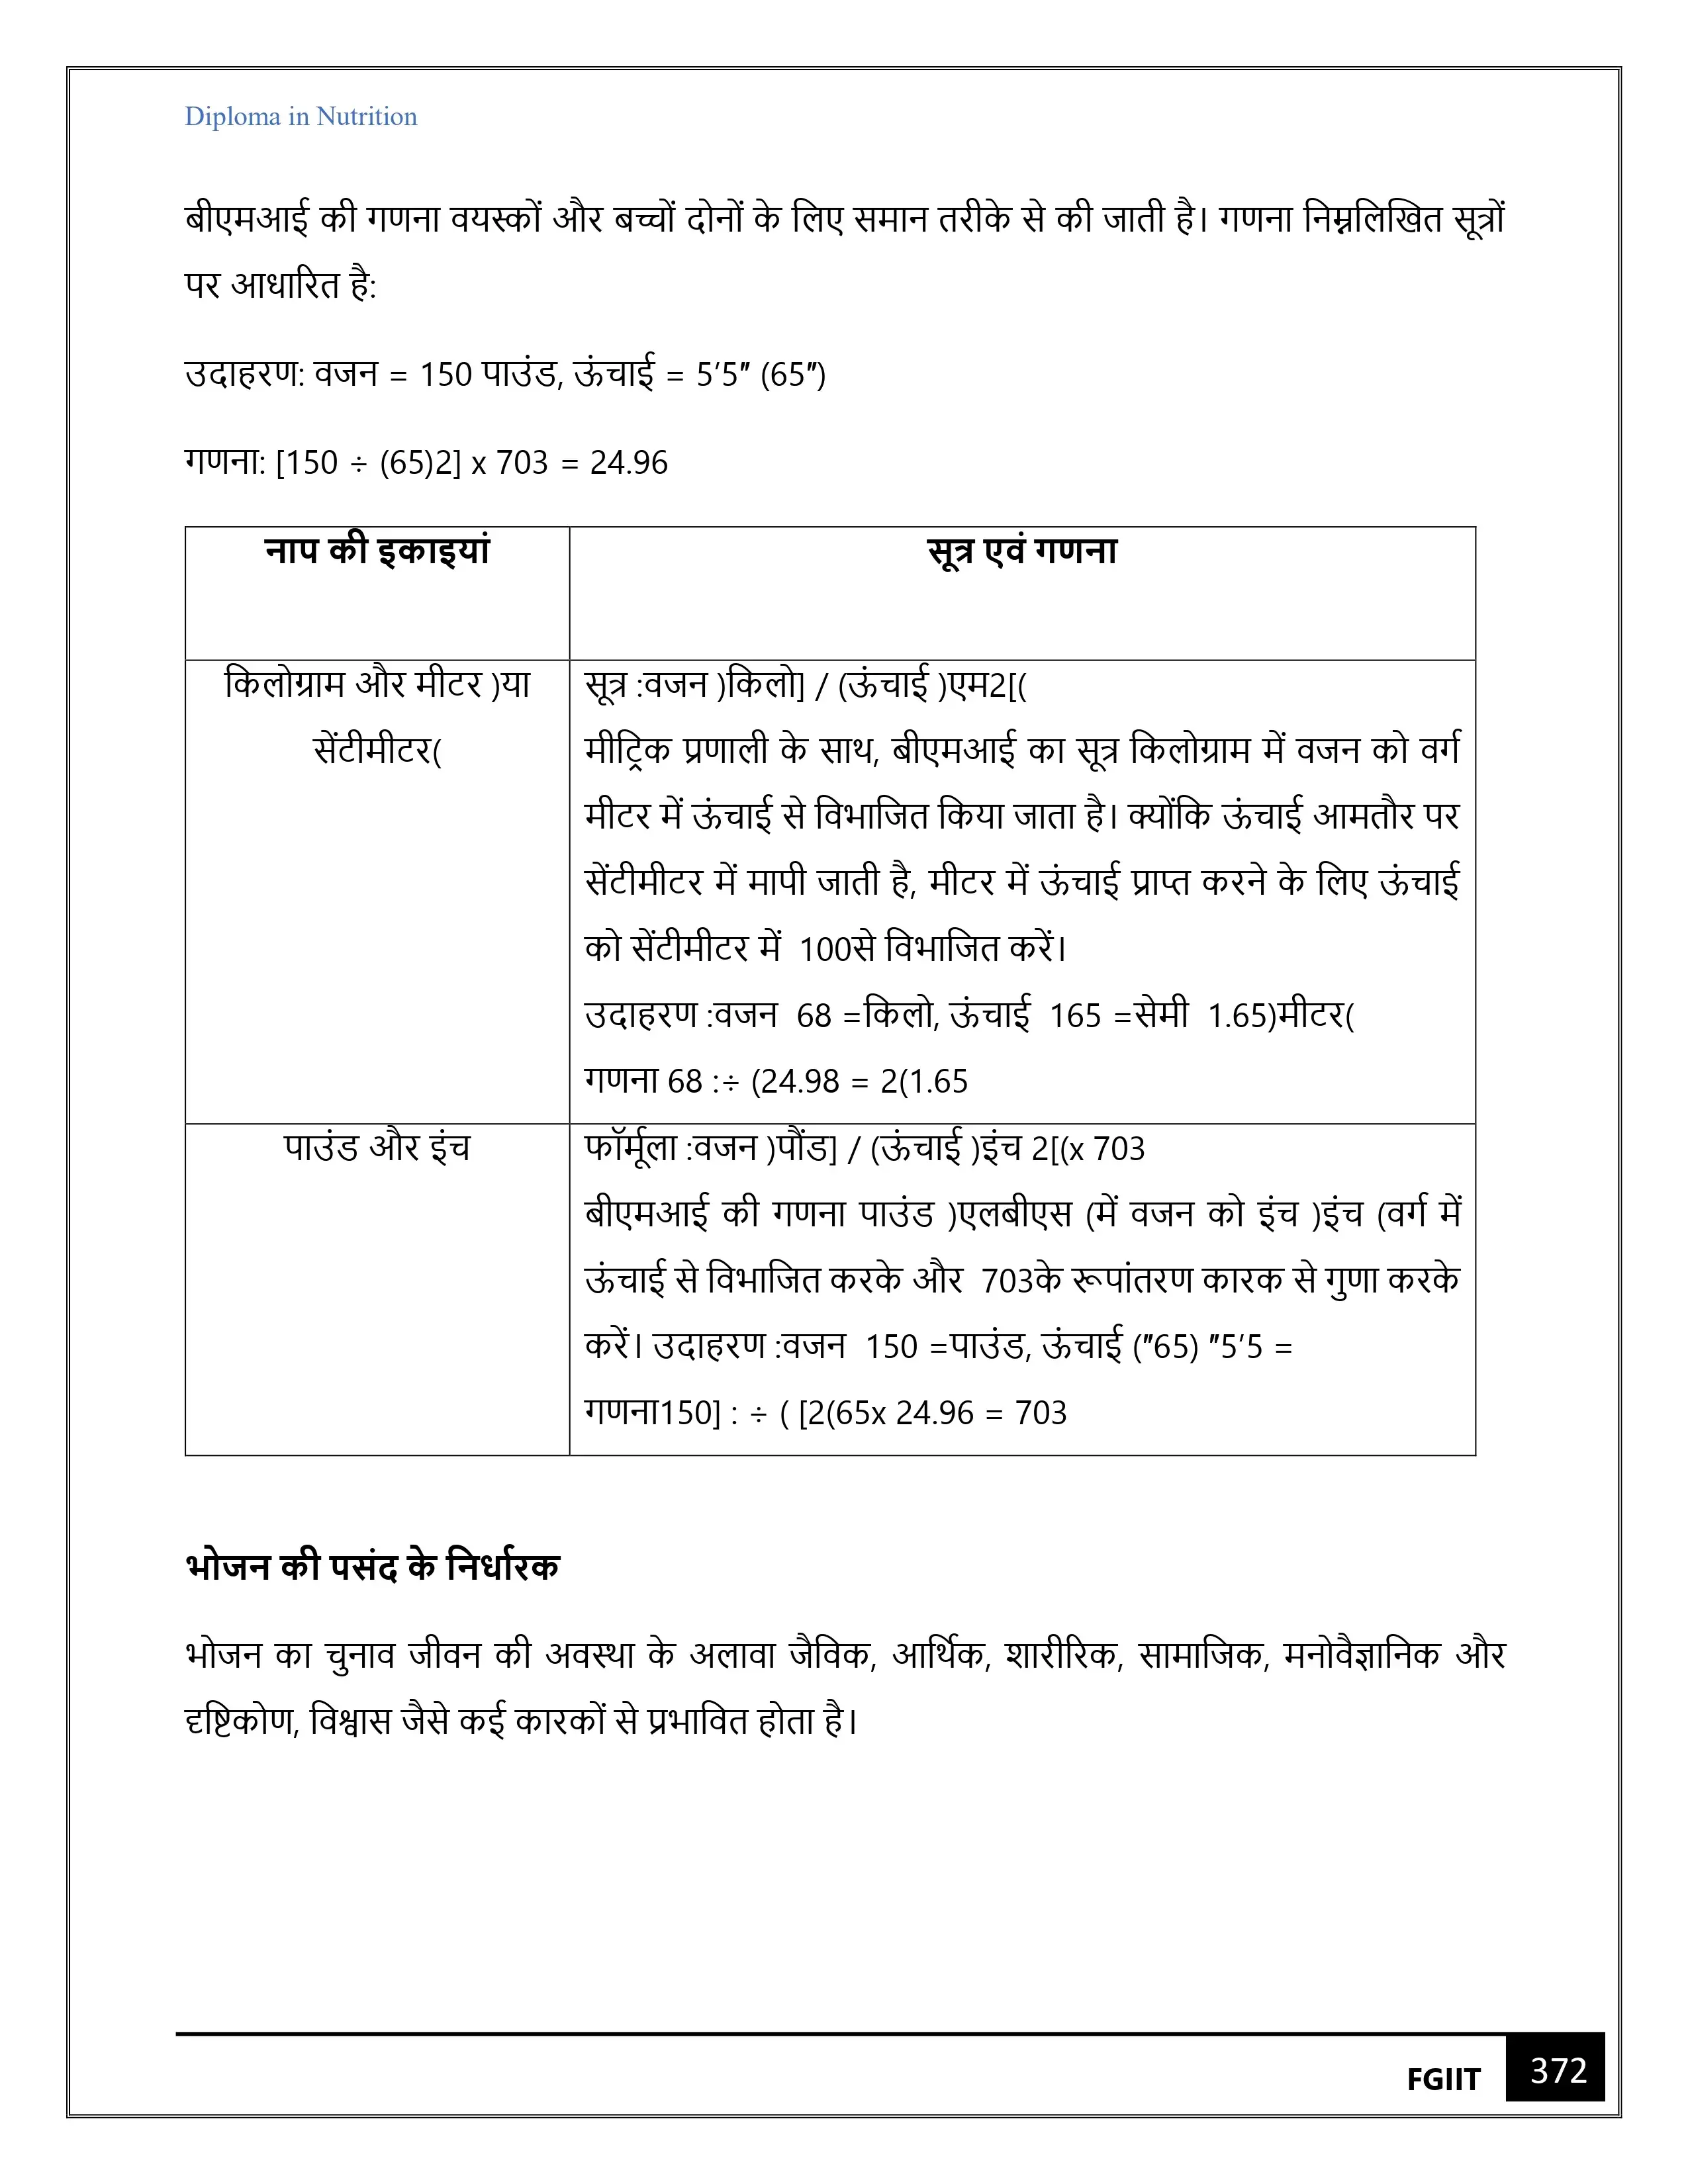 Diploma in Nutrition
बीएमआई की गणना वयस्कों और बच्चों दोनों के लिए समान तरीके से की जाती है। गणना निम्नलिखित सूत्रों
पर आधारित है:
उदाहरण: वजन = 150 पाउंड, ऊंचाई = 5′5″ (65″)
गणना: [150 ÷ (65)2] x 703 = 24.96
नाप की इकाइयां
सूत्र एवं गणना
किलोग्राम और मीटर )या
सेंटीमीटर(
सूत्र :वजन )किलो] / (ऊंचाई )एम2[(
मीट्रिक प्रणाली के साथ, बीएमआई का सूत्र किलोग्राम में वजन को वर्ग
मीटर में ऊंचाई से विभाजित किया जाता है। क्योंकि ऊंचाई आमतौर पर
सेंटीमीटर में मापी जाती है, मीटर में ऊंचाई प्राप्त करने के लिए ऊंचाई
को सेंटीमीटर में 100से विभाजित करें।
उदाहरण :वजन 68 =किलो, ऊंचाई 165 =सेमी 1.65)मीटर(
गणना 68 :÷ (24.98 = 2(1.65
पाउंड और इंच
फॉर्मूला :वजन )पौंड] / (ऊंचाई )इंच 2[(x 703
बीएमआई की गणना पाउंड )एलबीएस (में वजन को इंच )इंच (वर्ग में
ऊंचाई से विभाजित करके और 703के रूपांतरण कारक से गुणा करके
करें। उदाहरण :वजन 150 =पाउंड, ऊंचाई (″65) ″5′5 =
गणना150] : ÷ ( [2(65x 24.96 = 703
भोजन की पसंद के निर्धारक
भोजन का चुनाव जीवन की अवस्था के अलावा जैविक, आर्थिक, शारीरिक, सामाजिक, मनोवैज्ञानिक और
दृष्टिकोण, विश्वास जैसे कई कारकों से प्रभावित होता है।
FGIIT 372